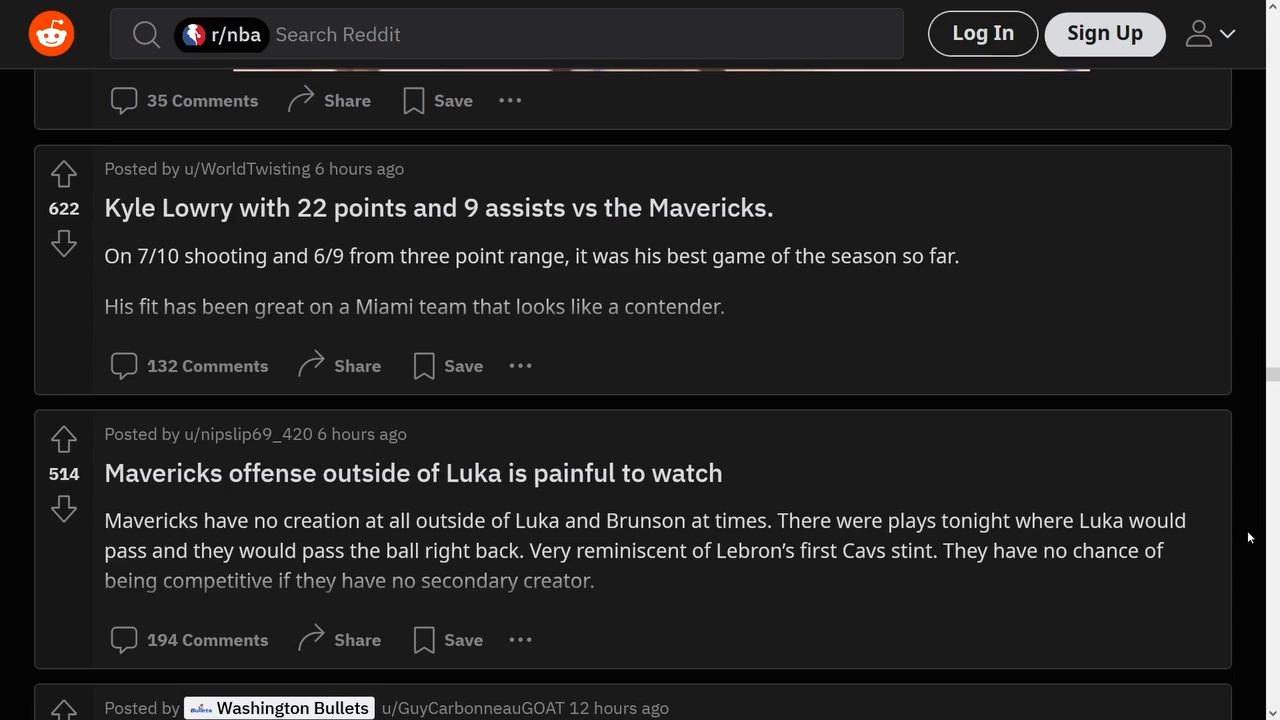 r/nba Search Reddit Log In Sign Up
35 Comments Share Save
Posted by u/WorldTwisting 6 hours ago
622
Kyle Lowry with 22 points and 9 assists vs the Mavericks.
On 7/10 shooting and 6/9 from three point range, it was his best game of the season so far.
His fit has been great on a Miami team that looks like a contender.
132 Comments Share Save
Posted by u/nipslip69_420 6 hours ago
514
Mavericks offense outside of Luka is painful to watch
Mavericks have no creation at all outside of Luka and Brunson at times. There were plays tonight where Luka would
pass and they would pass the ball right back. Very reminiscent of Lebron’s first Cavs stint. They have no chance of
being competitive if they have no secondary creator.
194 Comments Share Save
Posted by Bullets Washington Bullets u/GuyCarbonneauGOAT 12 hours ago